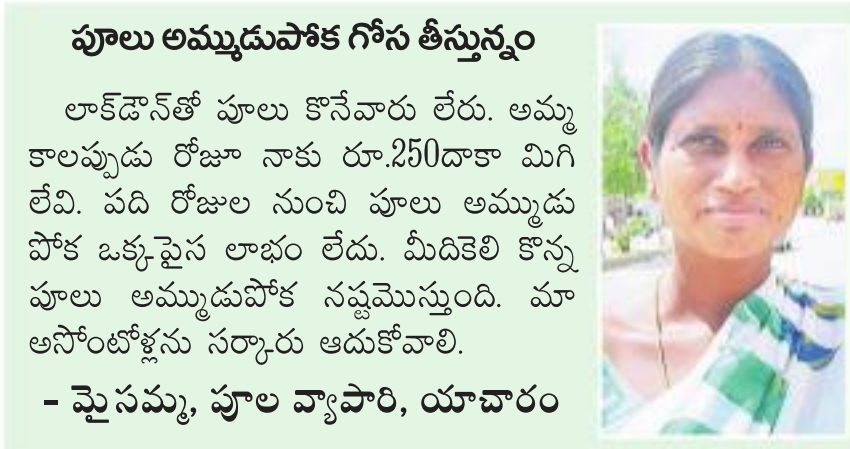 పూలు అమ్ముడుపోక గోస తీస్తున్నం
లాక్‌డౌన్‌తో పూలు కొనేవారు లేరు. అమ్మ
కాలప్పుడు రోజూ నాకు రూ.250దాకా మిగి
లేవి. పది రోజుల నుంచి పూలు అమ్ముడు
పోక ఒక్కపైస లాభం లేదు. మీదికెలి కొన్న
పూలు అమ్ముడుపోక నష్టమొస్తుంది. మా
అసోంటోళ్లను సర్కారు ఆదుకోవాలి.
- మైసమ్మ, పూల వ్యాపారి, యాచారం